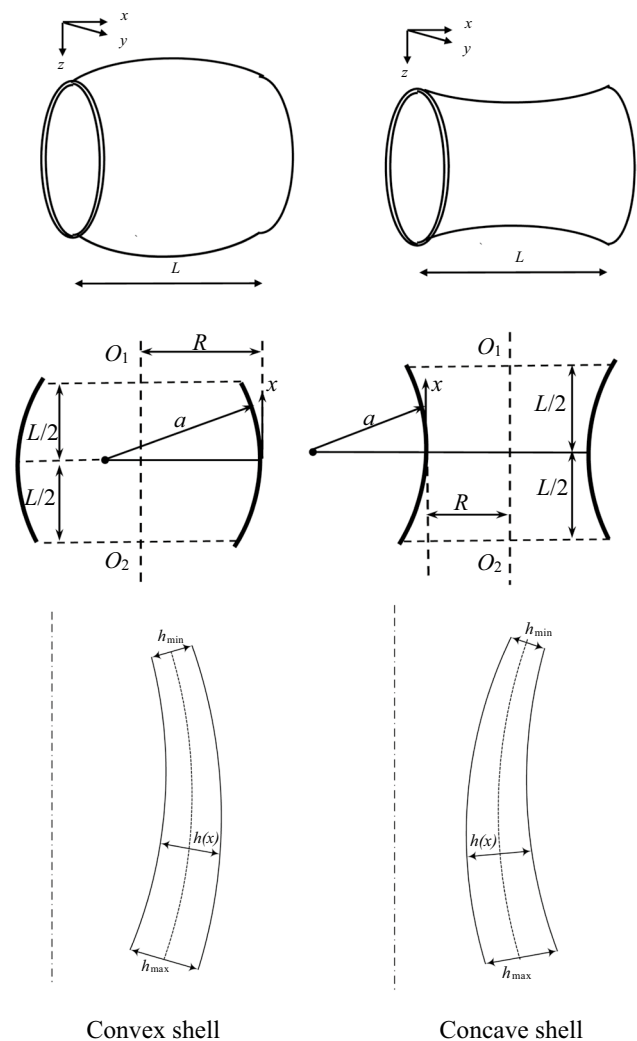 x
y
z
L
x
y
z
L
O₁
R
x
a
L/2
L/2
O₂
O₁
x
L/2
a
L/2
R
O₂
hmin
h(x)
hmax
hmin
h(x)
hmax
Convex shell
Concave shell